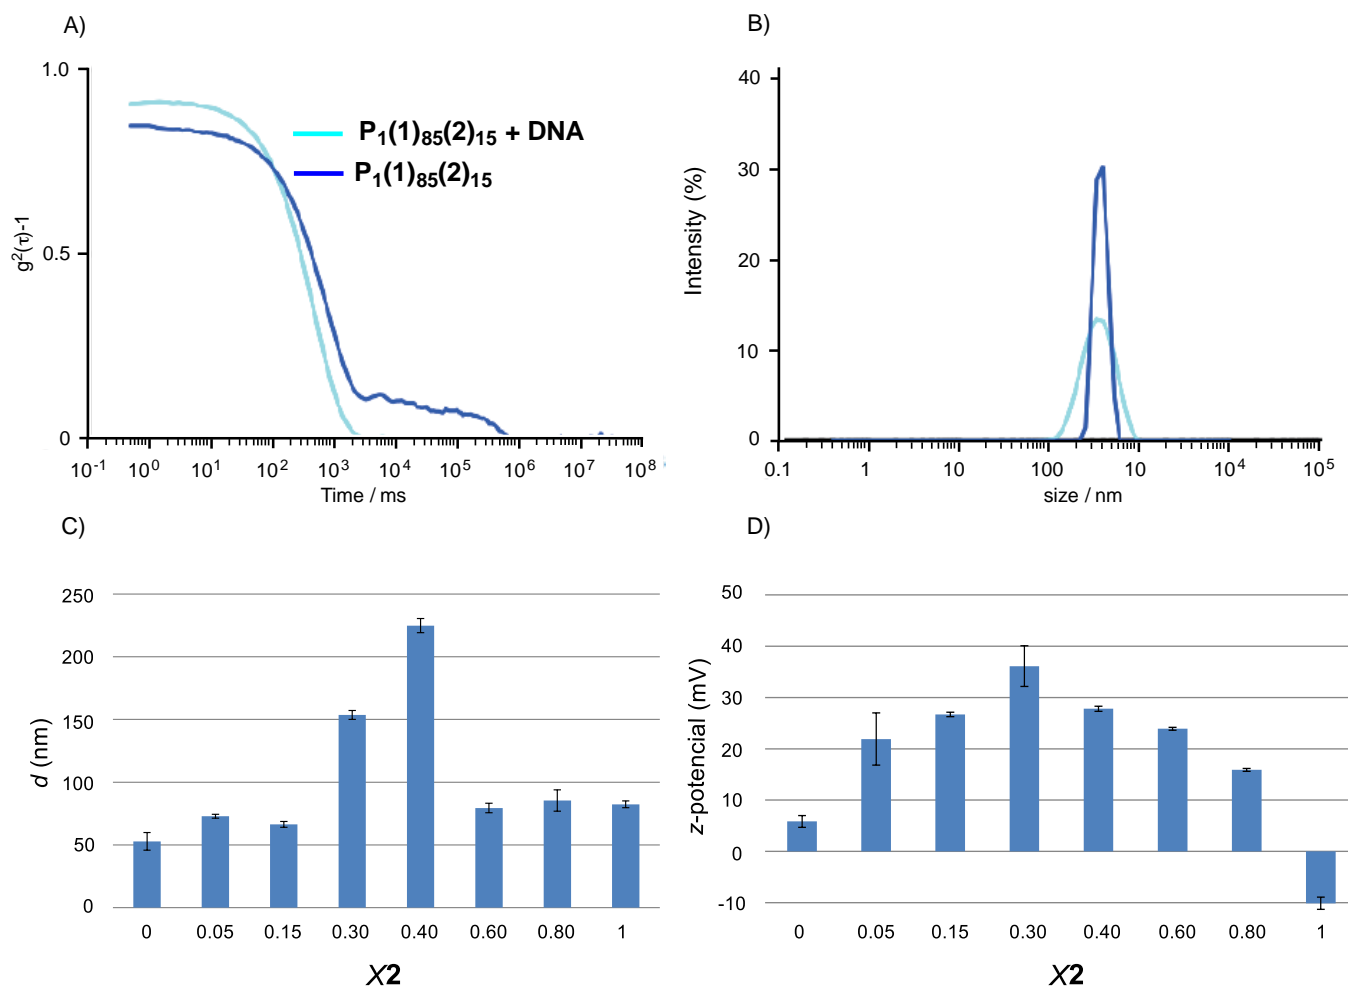 A)
1.0
0.5
0
g²(τ)-1
P₁(1)₈₅(2)₁₅ + DNA
P₁(1)₈₅(2)₁₅
10⁻¹ 10⁰ 10¹ 10² 10³ 10⁴ 10⁵ 10⁶ 10⁷ 10⁸
Time / ms
B)
40
30
20
10
0
Intensity (%)
0.1 1 10 100 10 10⁴ 10⁵
size / nm
C)
250
200
150
100
50
0
d (nm)
0 0.05 0.15 0.30 0.40 0.60 0.80 1
X2
D)
50
40
30
20
10
0
-10
z-potencial (mV)
0 0.05 0.15 0.30 0.40 0.60 0.80 1
X2